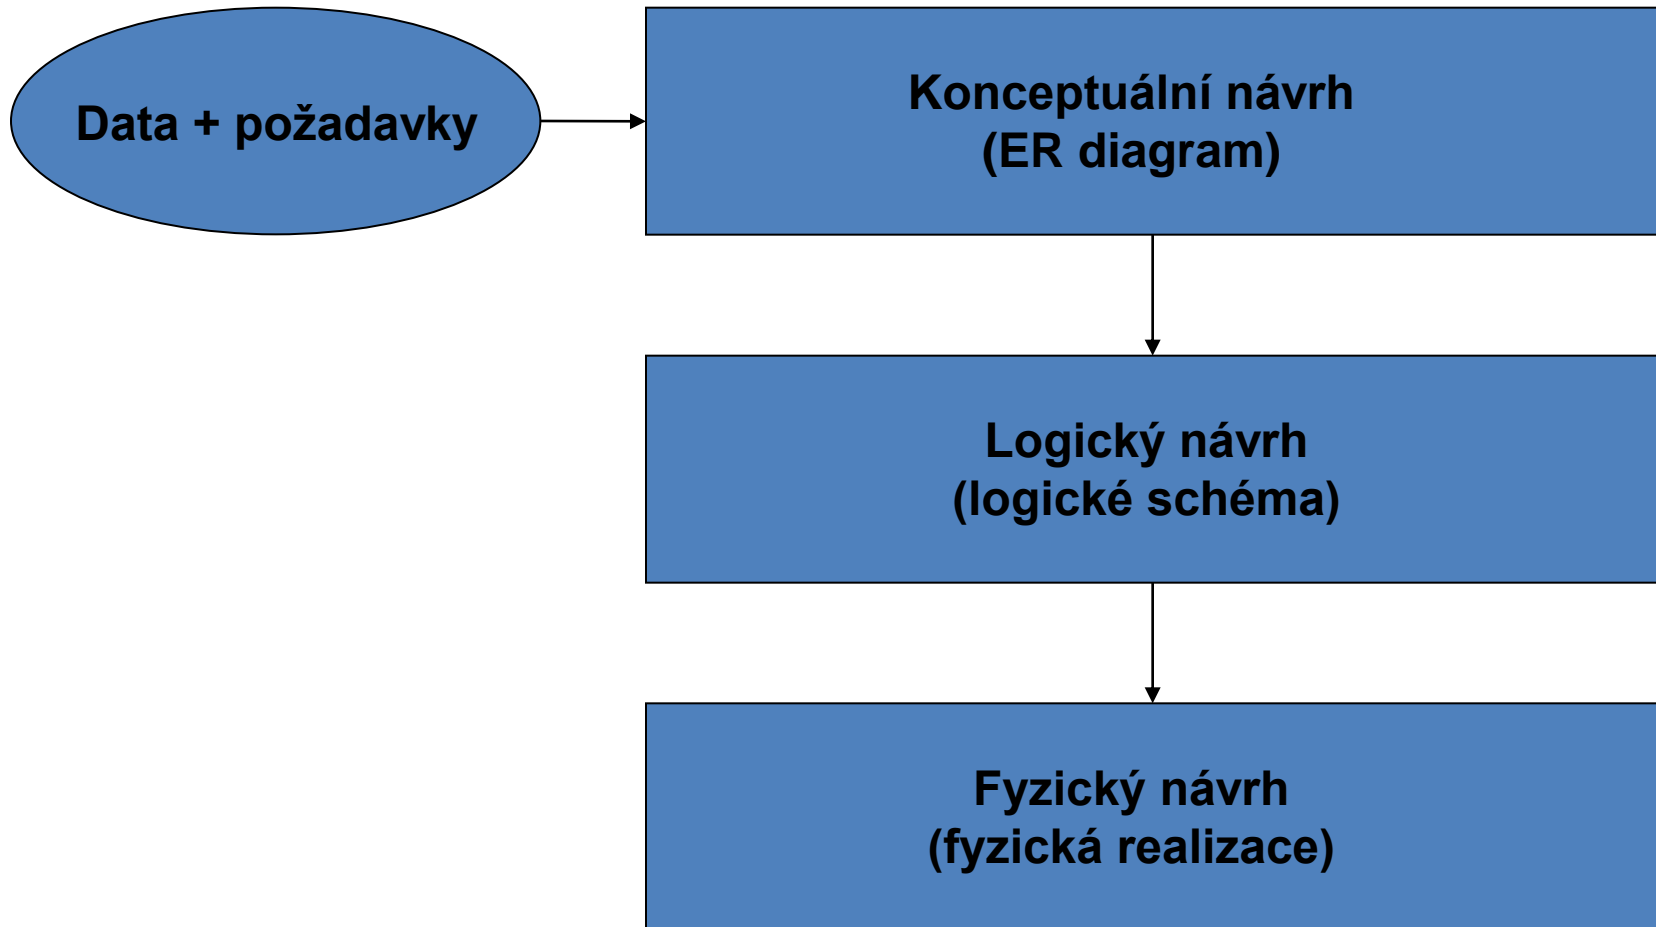 Data + požadavky
Konceptuální návrh
(ER diagram)
Logický návrh
(logické schéma)
Fyzický návrh
(fyzická realizace)